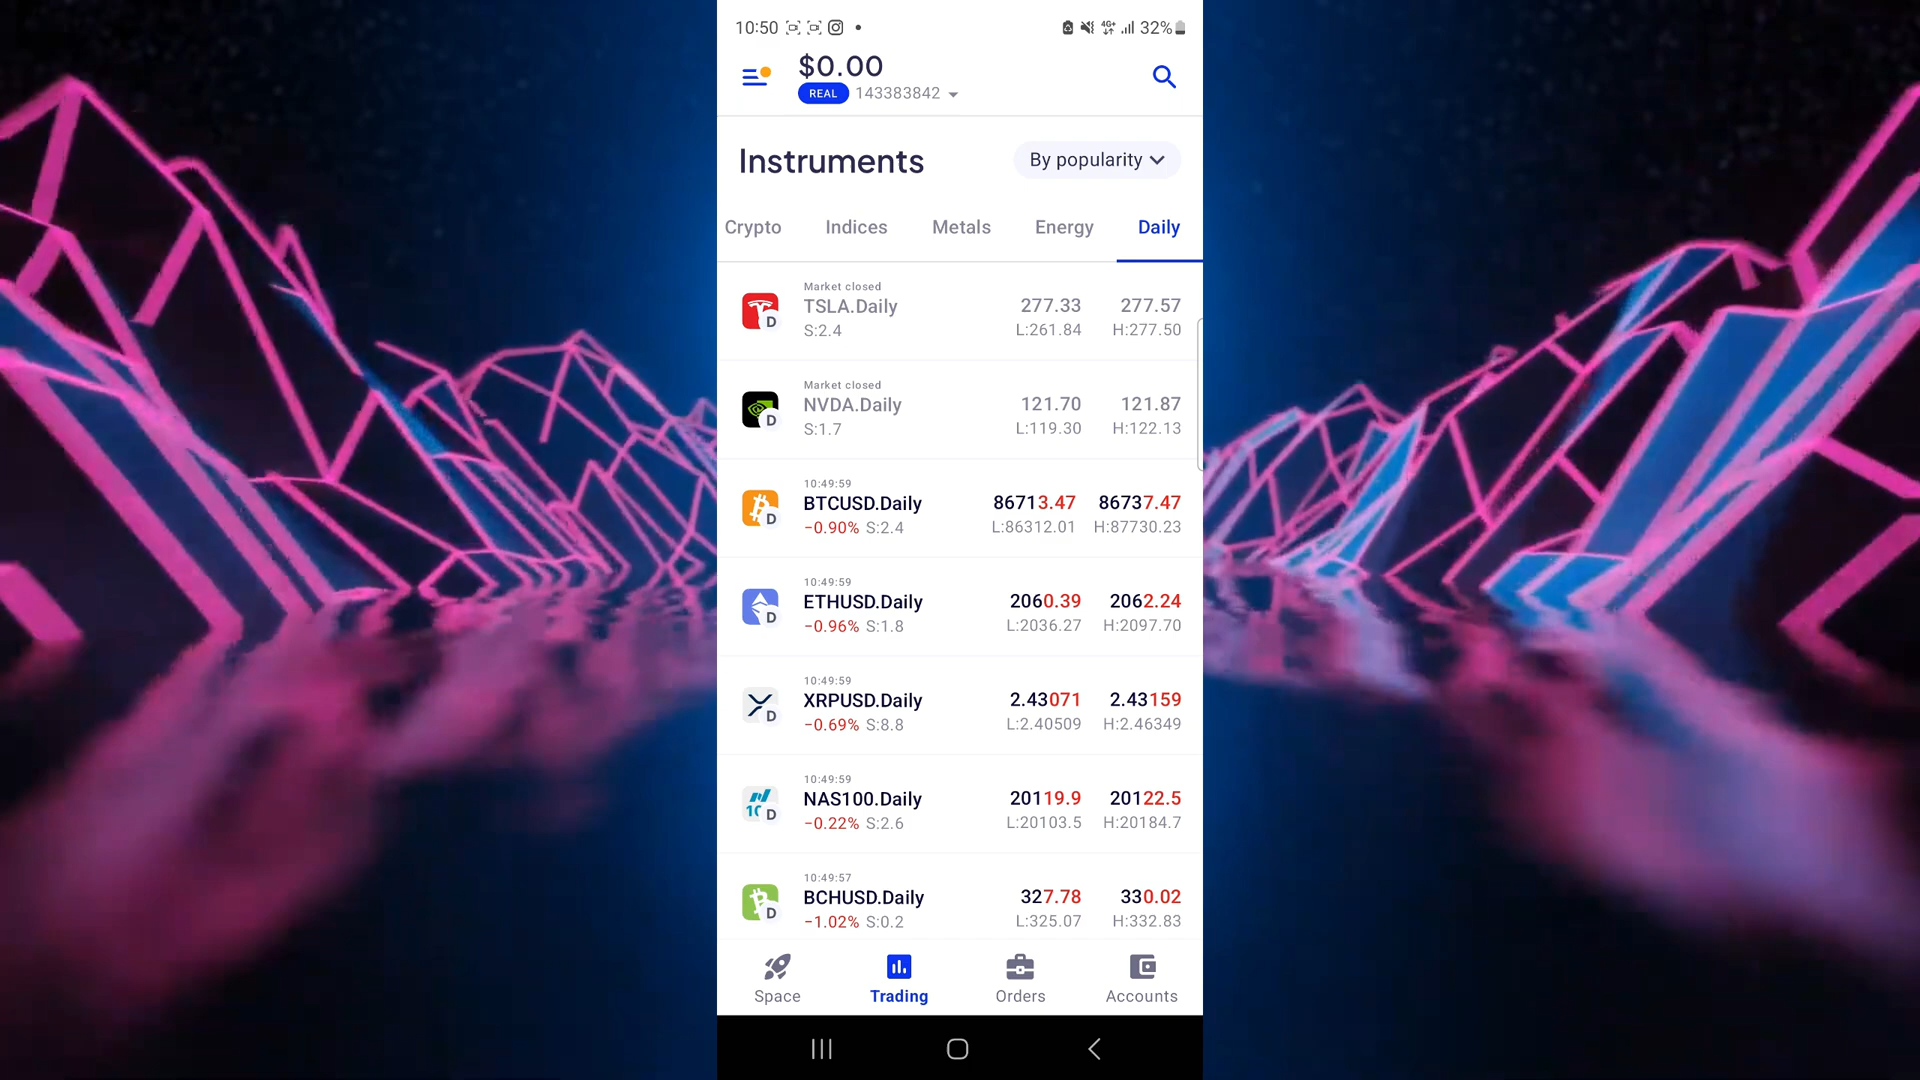 10:50 4G+ 32%
$0.00
REAL 143383842
Instruments By popularity
Crypto Indices Metals Energy Daily
Market closed
TSLA.Daily 277.33 277.57
S:2.4 L:261.84 H:277.50
Market closed
NVDA.Daily 121.70 121.87
S:1.7 L:119.30 H:122.13
10:49:59
BTCUSD.Daily 86713.47 86737.47
−0.90% S:2.4 L:86312.01 H:87730.23
10:49:59
ETHUSD.Daily 2060.39 2062.24
−0.96% S:1.8 L:2036.27 H:2097.70
10:49:59
XRPUSD.Daily 2.43071 2.43159
−0.69% S:8.8 L:2.40509 H:2.46349
10:49:59
NAS100.Daily 20119.9 20122.5
−0.22% S:2.6 L:20103.5 H:20184.7
10:49:57
BCHUSD.Daily 327.78 330.02
−1.02% S:0.2 L:325.07 H:332.83
Space Trading Orders Accounts